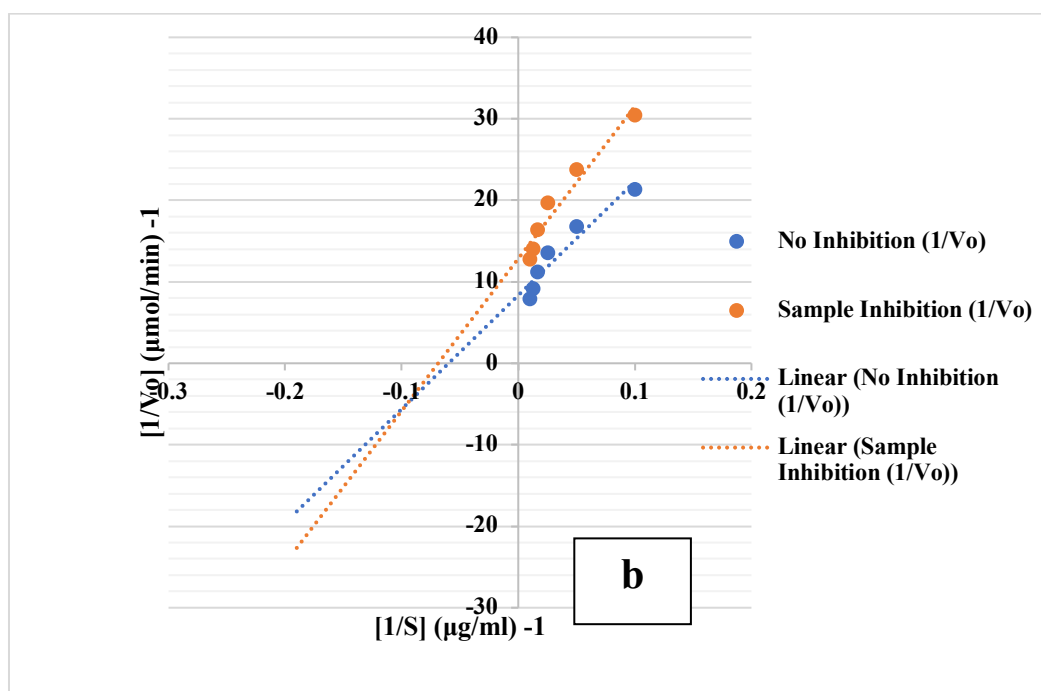 40
30
20
10
0
-10
-20
-30
-0.3
-0.2
-0.1
0
0.1
0.2
[1/Vo] (µmol/min) -1
[1/S] (µg/ml) -1
No Inhibition (1/Vo)
Sample Inhibition (1/Vo)
Linear (No Inhibition
(1/Vo))
Linear (Sample
Inhibition (1/Vo))
b